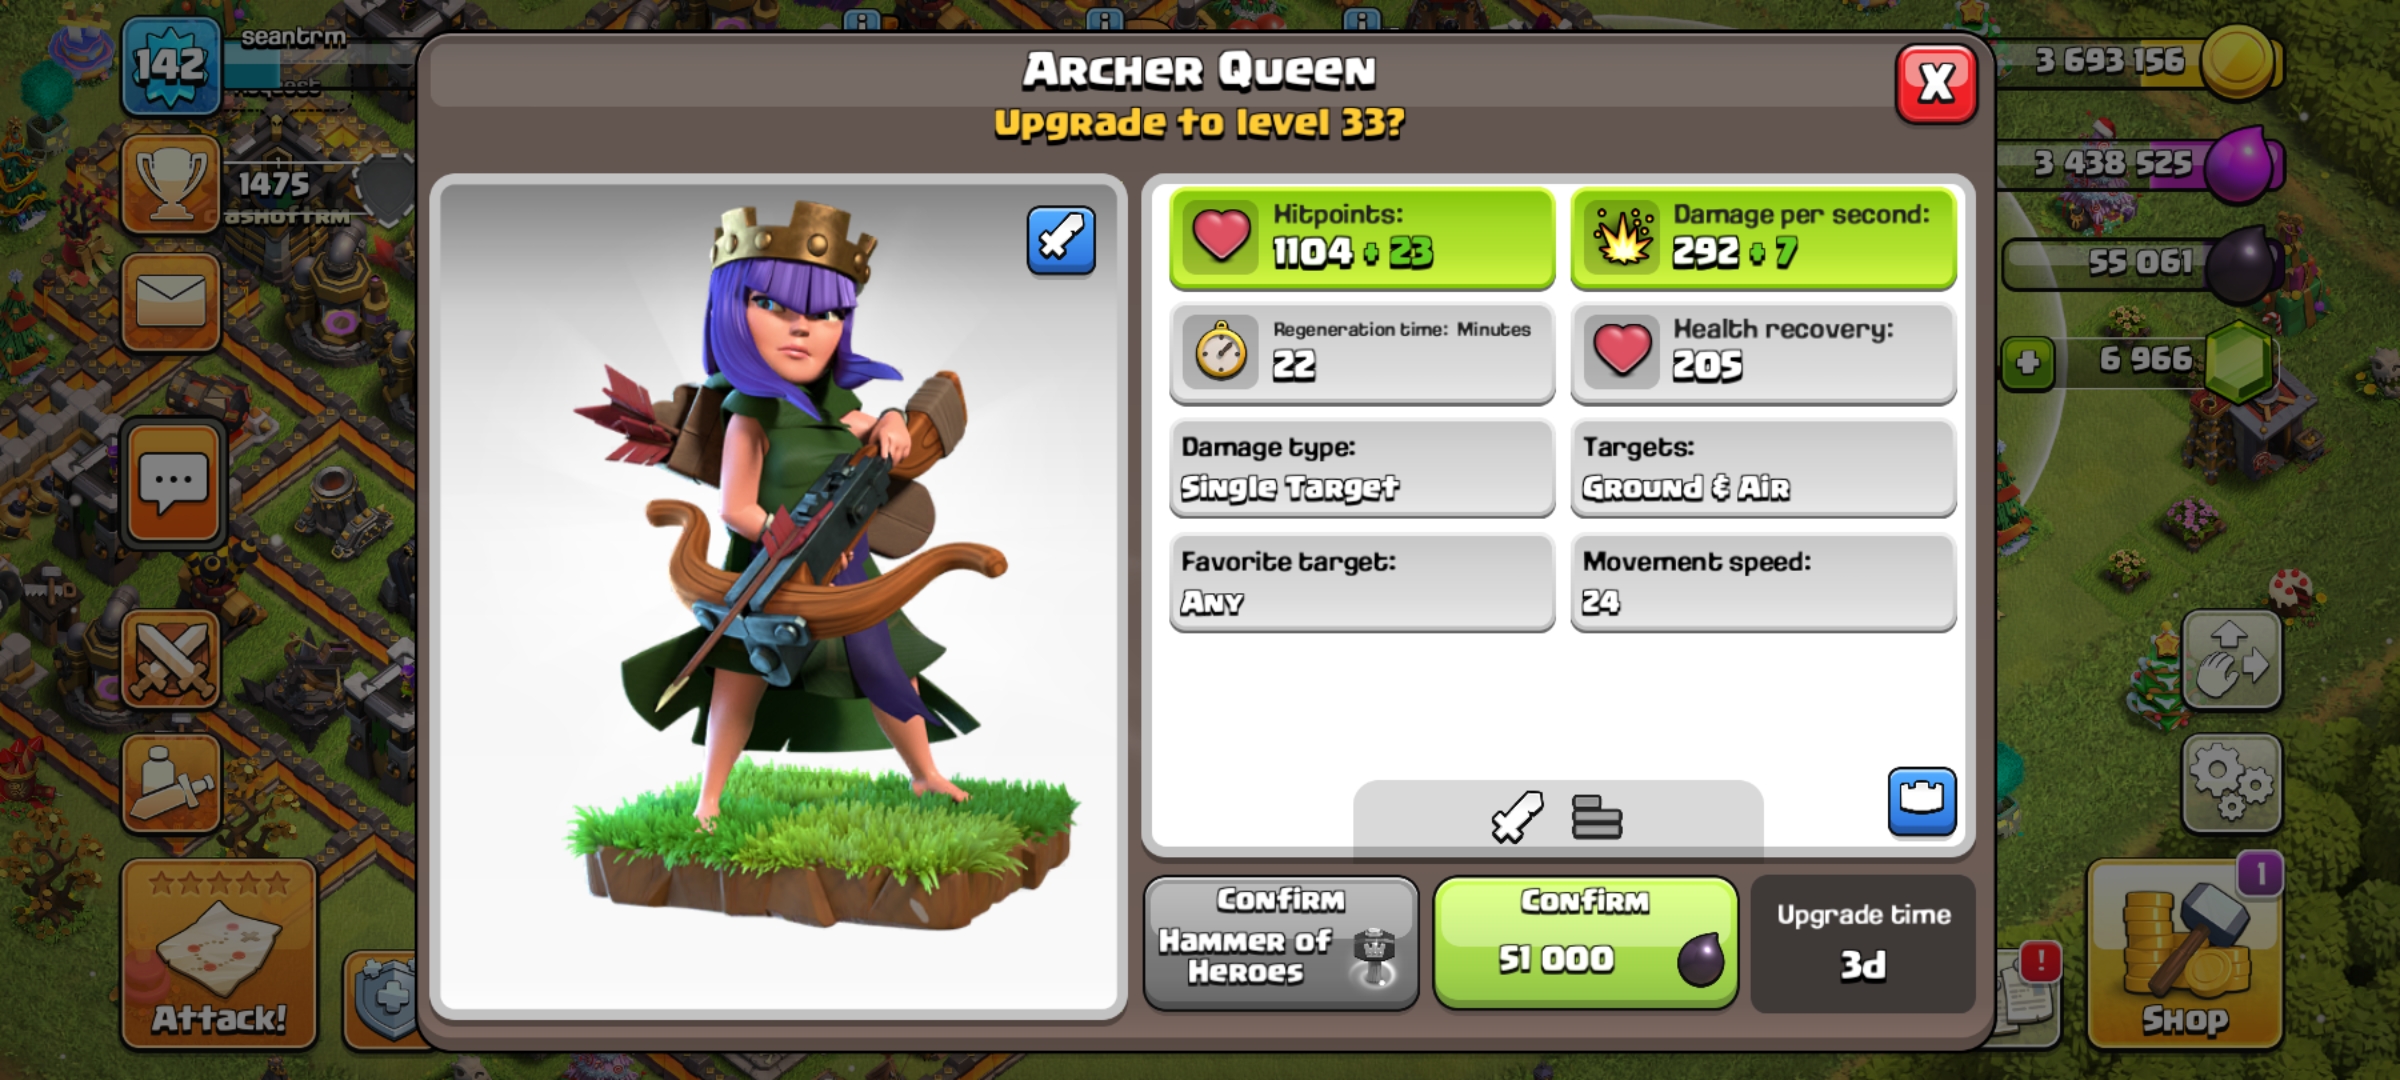 142
seantrm
Request
1475
ASHOFTRM
Attack!
Archer Queen
Upgrade to level 33?
X
Hitpoints:
1104 + 23
Damage per second:
292 + 7
Regeneration time: Minutes
22
Health recovery:
205
Damage type:
Single Target
Targets:
Ground & Air
Favorite target:
Any
Movement speed:
24
Confirm
Hammer of
Heroes
Confirm
51 000
Upgrade time
3d
3 693 156
3 438 525
55 061
6 966
1
!
Shop